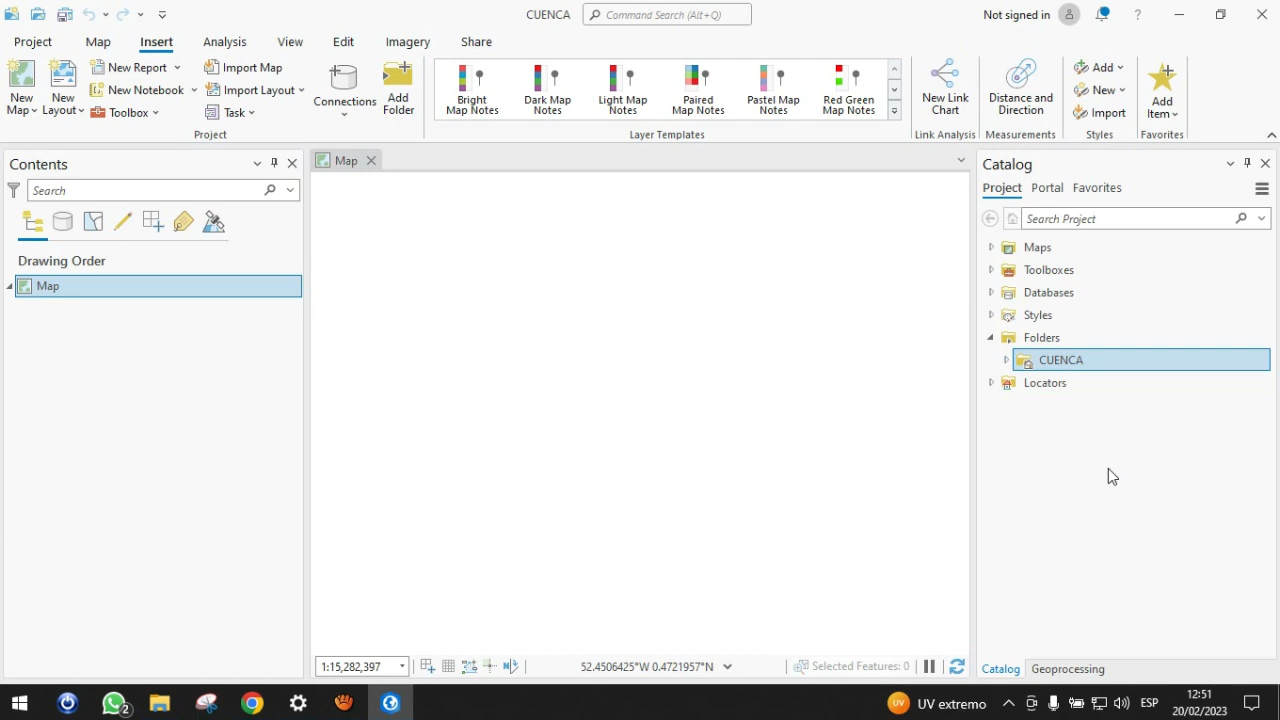 CUENCA
Command Search (Alt+Q)
Not signed in
?
Project Map Insert Analysis View Edit Imagery Share
New Map
New Layout
New Report
New Notebook
Toolbox
Import Map
Import Layout
Task
Connections
Add Folder
Project
Bright Map Notes
Dark Map Notes
Light Map Notes
Paired Map Notes
Pastel Map Notes
Red Green Map Notes
Layer Templates
New Link Chart
Link Analysis
Distance and Direction
Measurements
Add
New
Import
Styles
Add Item
Favorites
Contents
Search
Drawing Order
Map
Map
Catalog
Project Portal Favorites
Search Project
Maps
Toolboxes
Databases
Styles
Folders
CUENCA
Locators
1:15,282,397
52.4506425°W 0.4721957°N
Selected Features: 0
Catalog Geoprocessing
2
UV
UV extremo
ESP
12:51
20/02/2023